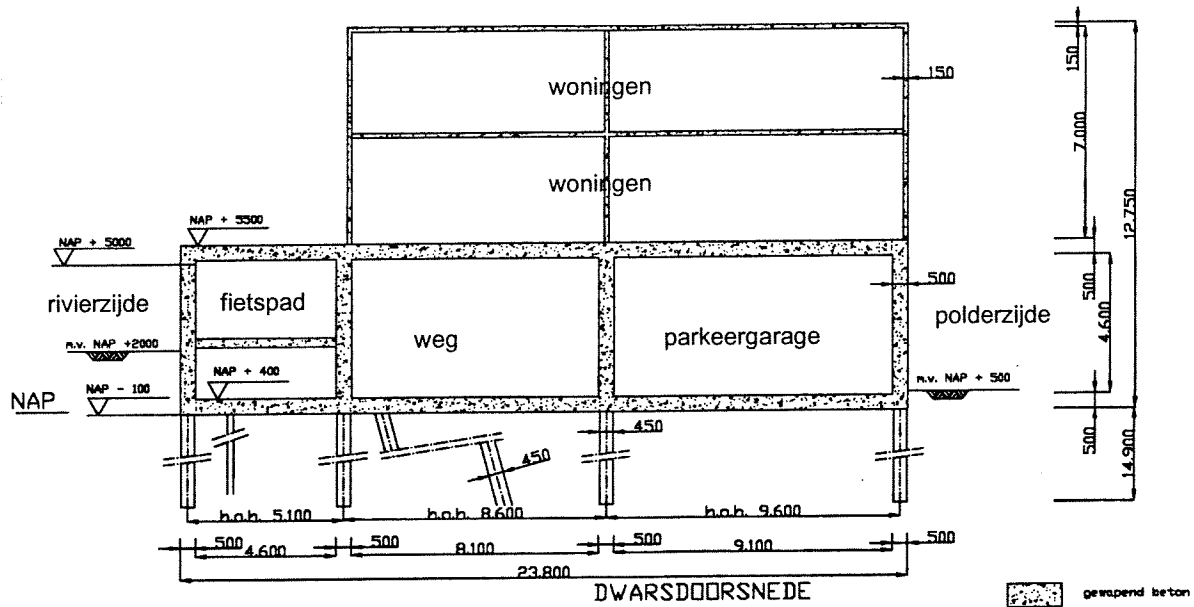 woningen
150
150
7.000
12.750
woningen
NAP + 5500
NAP + 5000
500
500
4.600
rivierzijde
fietspad
weg
parkeergarage
polderzijde
m.v. NAP +2000
NAP + 400
NAP - 100
NAP
m.v. NAP + 500
450
450
500
14.900
h.o.h. 5.100
h.o.h. 8.600
h.o.h. 9.600
500
4.600
500
8.100
500
9.100
500
23.800
DWARSDOORSNEDE
gewapend beton